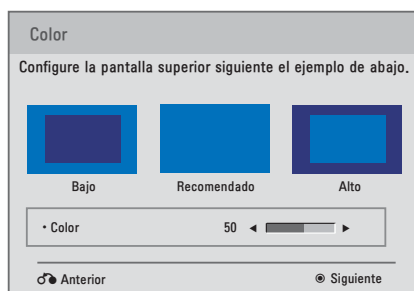 Color
Configure la pantalla superior siguiente el ejemplo de abajo.
Bajo Recomendado Alto
• Color 50 ◄ ►
Anterior ◉ Siguiente